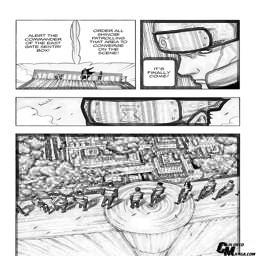 ALERT THE
COMMANDER
OF THE EAST
GATE SENTRY
BOX!
ORDER ALL
SHINOBI
PATROLLING
THAT AREA TO
CONVERGE
ON THE
SCENE!
IT'S
FINALLY
COME!